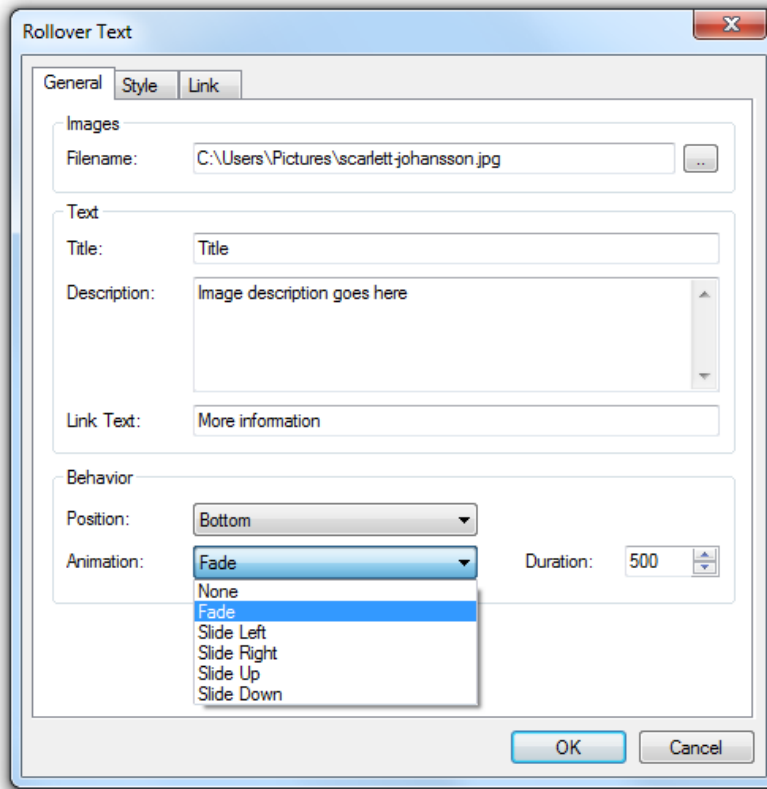 Rollover Text
General Style Link
Images
Filename: C:\Users\Pictures\scarlett-johansson.jpg ..
Text
Title: Title
Description: Image description goes here
Link Text: More information
Behavior
Position: Bottom
Animation: Fade Duration: 500
None
Fade
Slide Left
Slide Right
Slide Up
Slide Down
OK Cancel